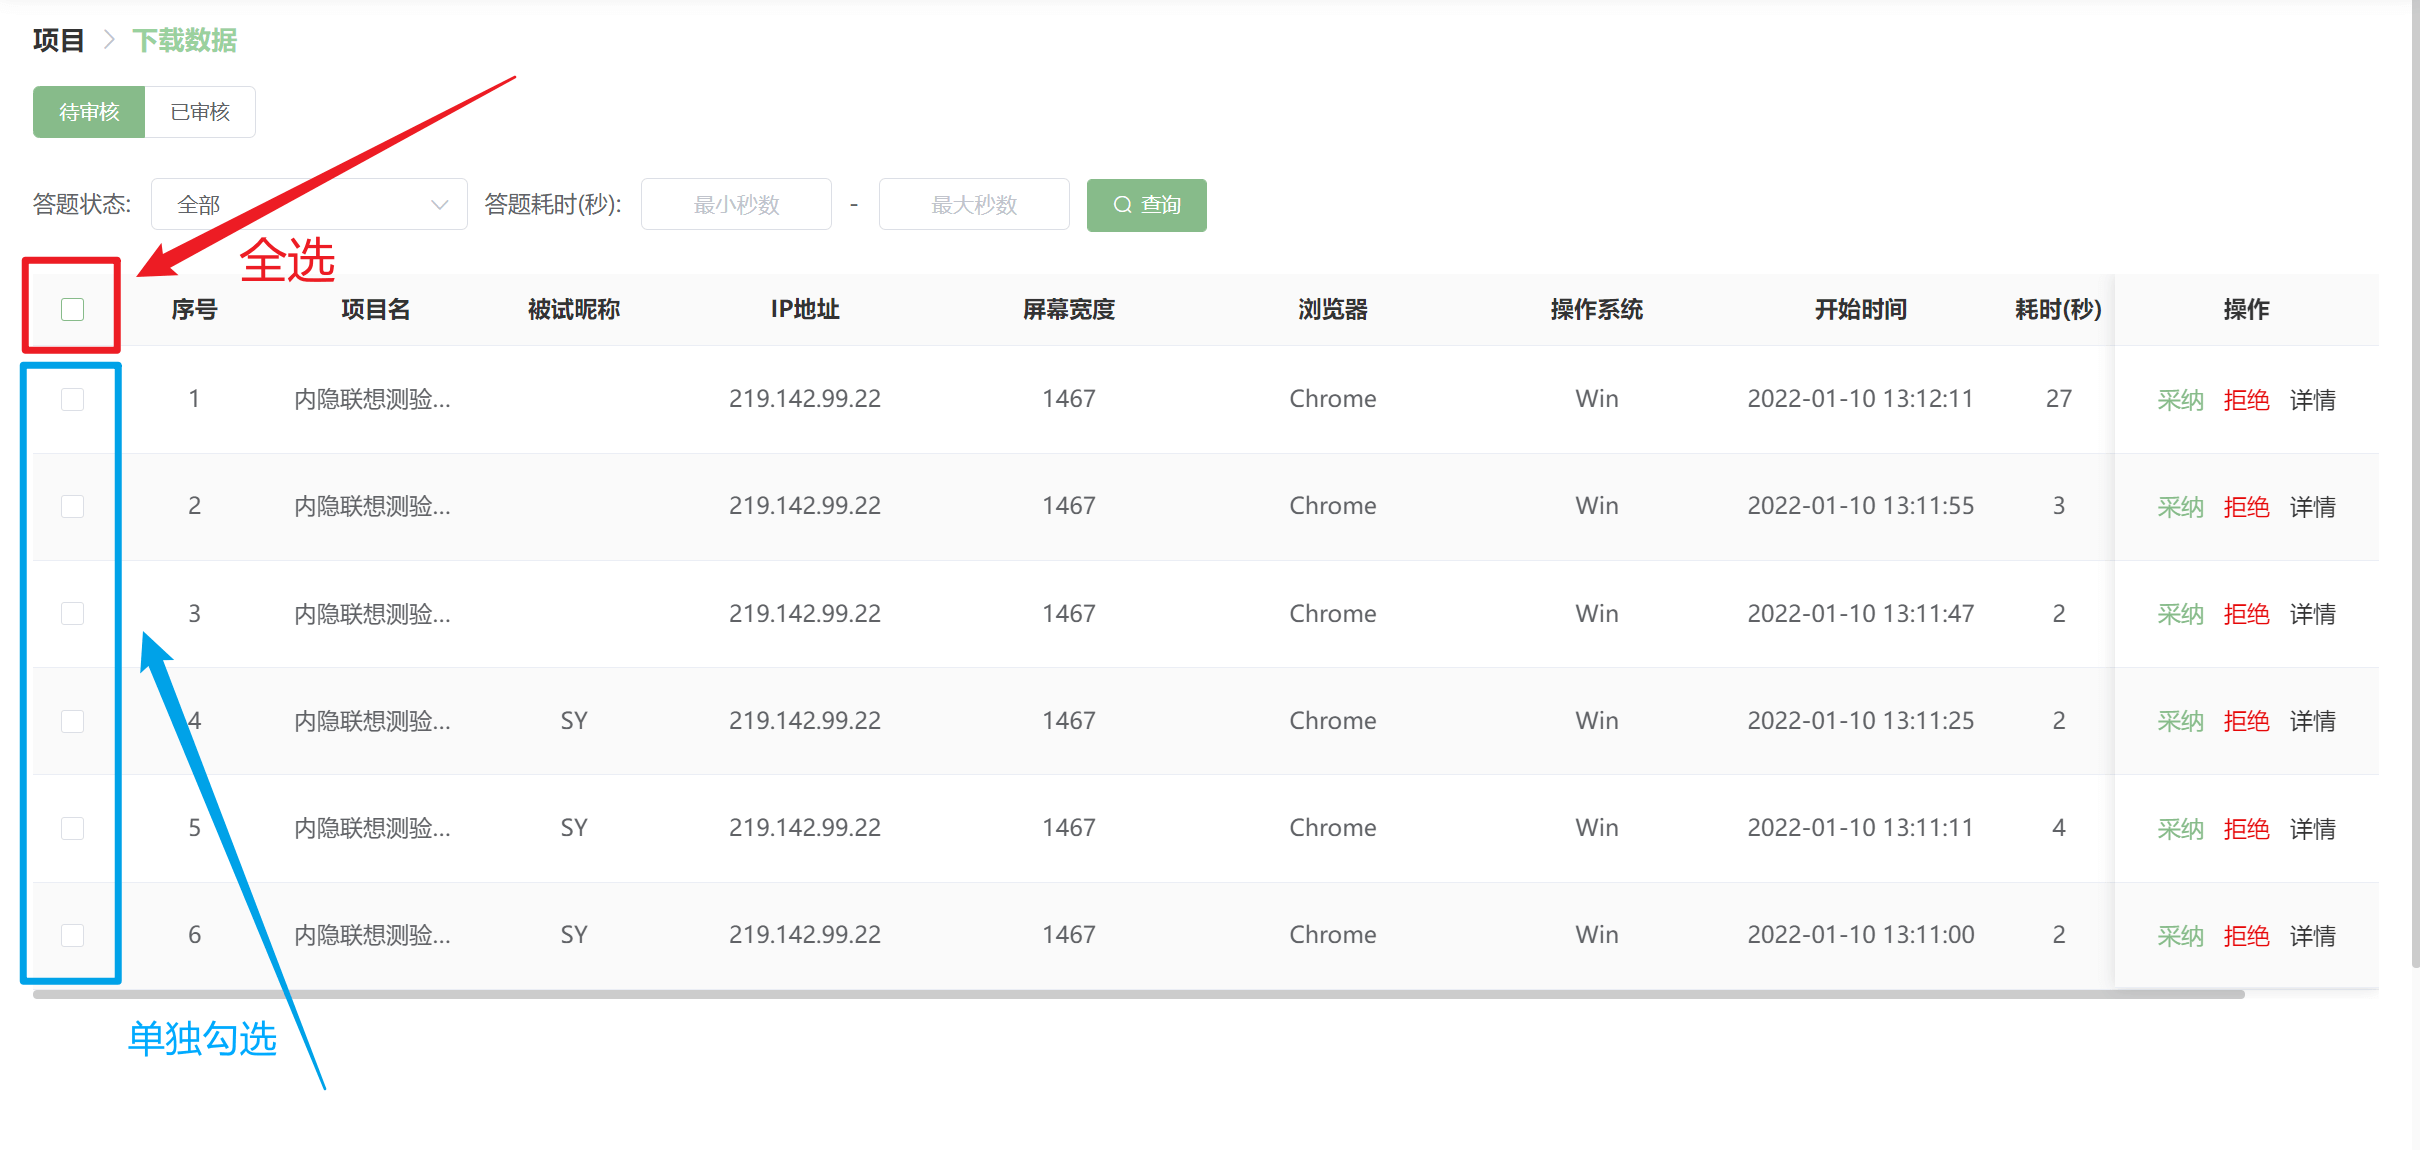 项目 > 下载数据
待审核 已审核
答题状态: 全部 答题耗时(秒): 最小秒数 - 最大秒数 查询
全选
序号 项目名 被试昵称 IP地址 屏幕宽度 浏览器 操作系统 开始时间 耗时(秒) 操作
1 内隐联想测验... 219.142.99.22 1467 Chrome Win 2022-01-10 13:12:11 27 采纳 拒绝 详情
2 内隐联想测验... 219.142.99.22 1467 Chrome Win 2022-01-10 13:11:55 3 采纳 拒绝 详情
3 内隐联想测验... 219.142.99.22 1467 Chrome Win 2022-01-10 13:11:47 2 采纳 拒绝 详情
4 内隐联想测验... SY 219.142.99.22 1467 Chrome Win 2022-01-10 13:11:25 2 采纳 拒绝 详情
5 内隐联想测验... SY 219.142.99.22 1467 Chrome Win 2022-01-10 13:11:11 4 采纳 拒绝 详情
6 内隐联想测验... SY 219.142.99.22 1467 Chrome Win 2022-01-10 13:11:00 2 采纳 拒绝 详情
单独勾选